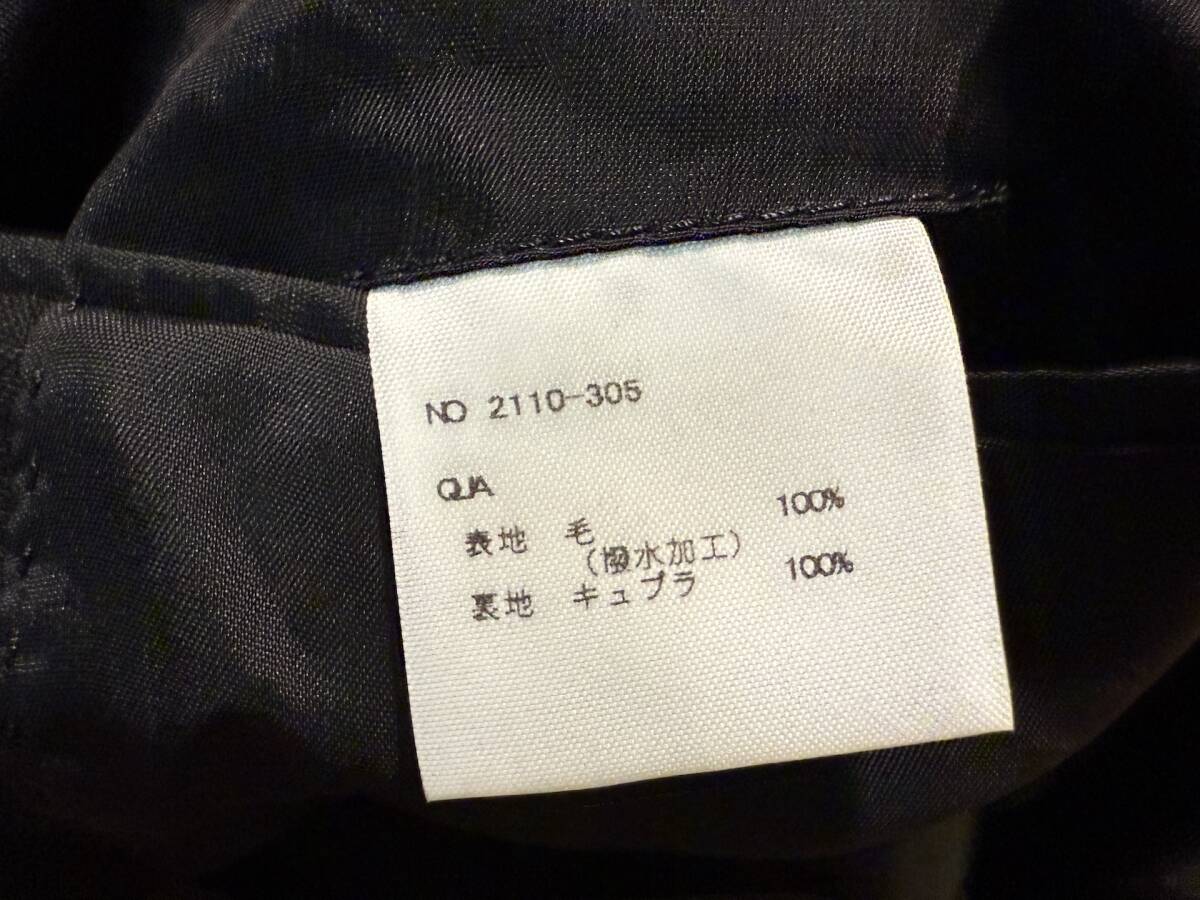 NO 2110-305
QUA
表地 毛 100%
(撥水加工)
裏地 キュプラ 100%